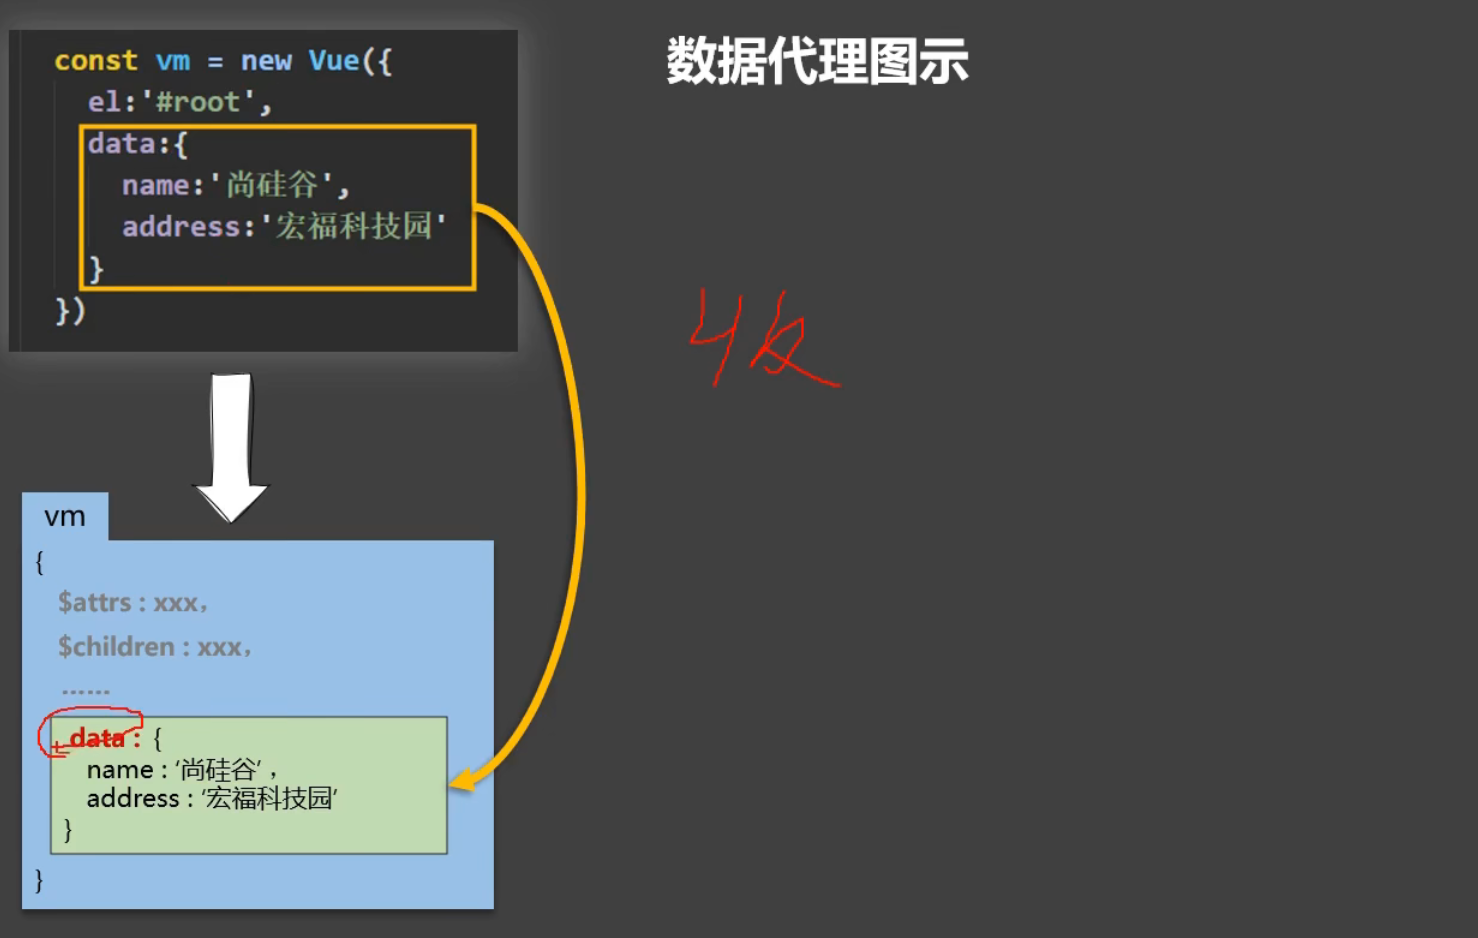 数据代理图示
const vm = new Vue({
el:'#root',
data:{
name:'尚硅谷',
address:'宏福科技园'
}
})
vm
{
$attrs : xxx，
$children : xxx，
……
_data : {
name : ‘尚硅谷’ ，
address : ‘宏福科技园’
}
}